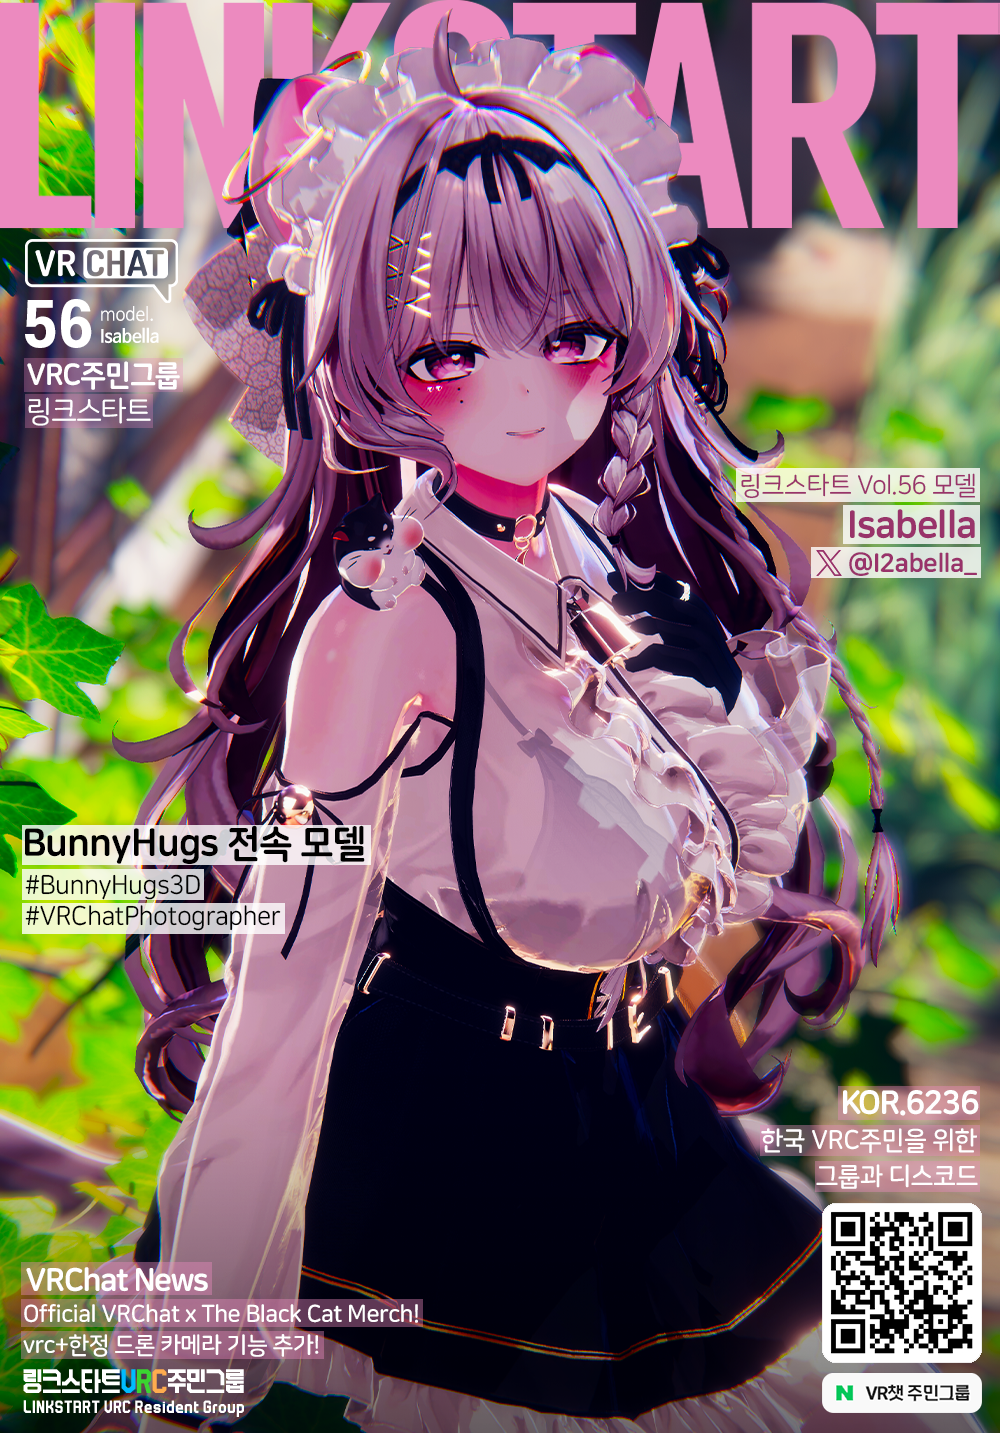 LINKSTART
VRCHAT
56 model.
Isabella
VRC주민그룹
링크스타트
링크스타트 Vol.56 모델
Isabella
X @I2abella_
BunnyHugs 전속 모델
#BunnyHugs3D
#VRChatPhotographer
KOR.6236
한국 VRC주민을 위한
그룹과 디스코드
VRChat News
Official VRChat x The Black Cat Merch!
vrc+한정 드론 카메라 기능 추가!
링크스타트VRC주민그룹
LINKSTART VRC Resident Group
N VR챗 주민그룹